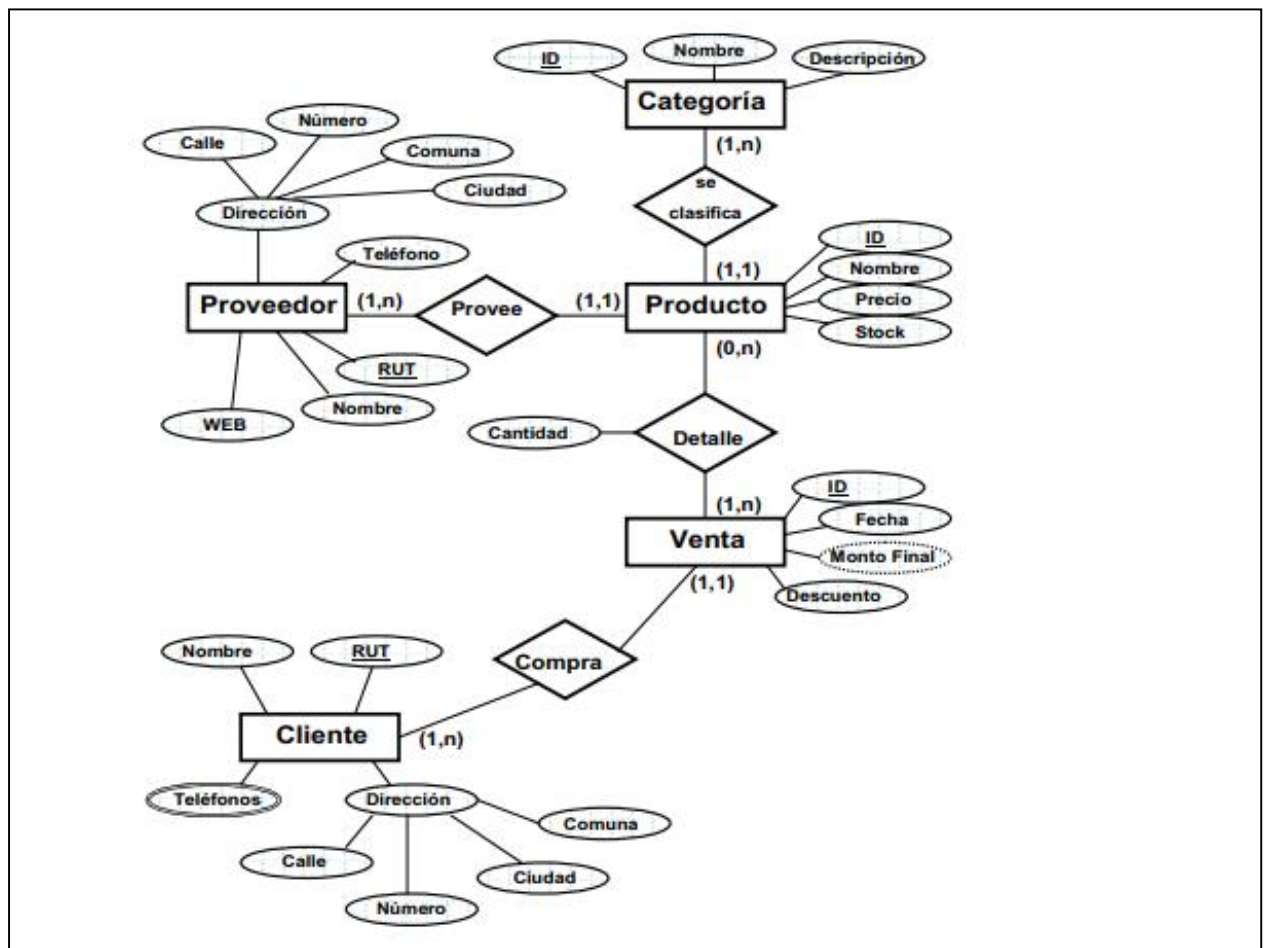 ID
Nombre
Descripción
Categoría
(1,n)
se
clasifica
(1,1)
Calle
Número
Comuna
Ciudad
Dirección
Teléfono
Proveedor
(1,n)
Provee
(1,1)
Producto
ID
Nombre
Precio
Stock
RUT
Nombre
WEB
(0,n)
Cantidad
Detalle
(1,n)
Venta
ID
Fecha
Monto Final
Descuento
(1,1)
Compra
Nombre
RUT
Cliente
(1,n)
Teléfonos
Dirección
Comuna
Calle
Ciudad
Número